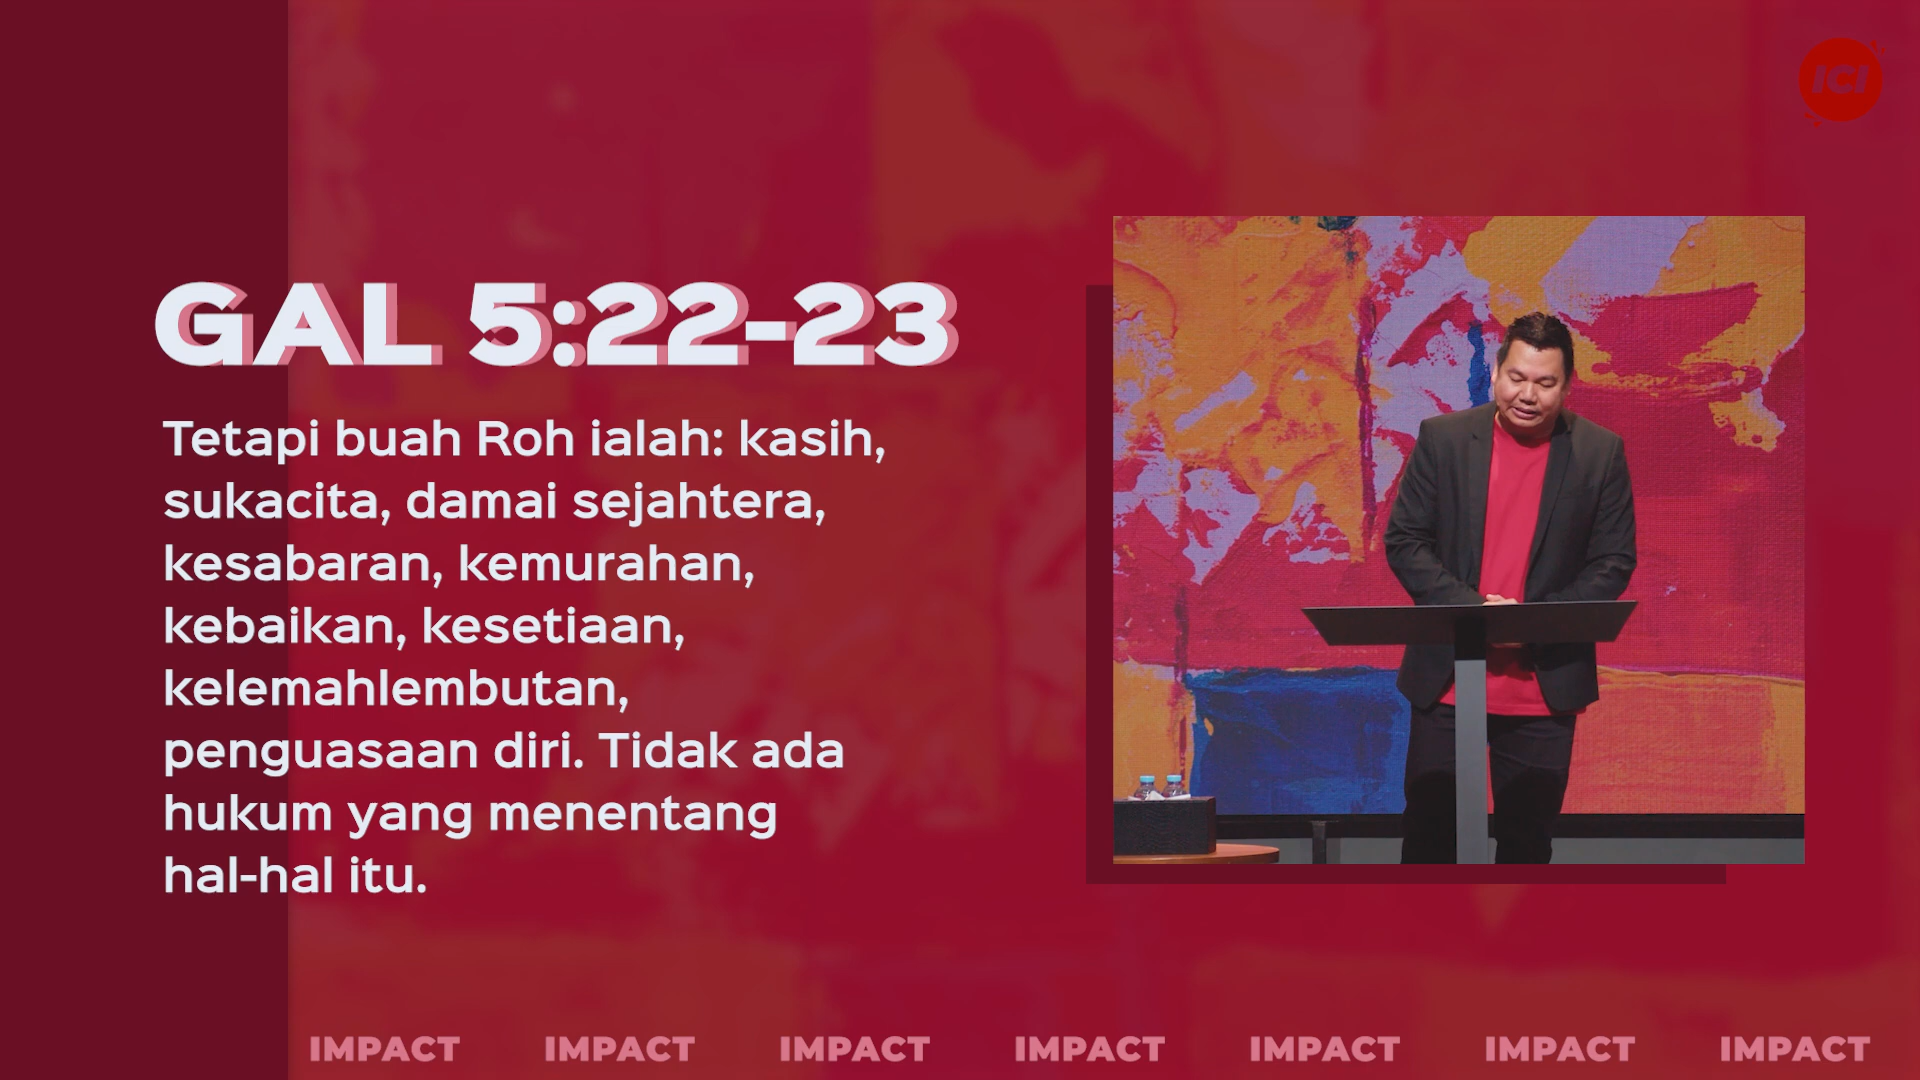 ICI
GAL 5:22-23
Tetapi buah Roh ialah: kasih,
sukacita, damai sejahtera,
kesabaran, kemurahan,
kebaikan, kesetiaan,
kelemahlembutan,
penguasaan diri. Tidak ada
hukum yang menentang
hal-hal itu.
IMPACT IMPACT IMPACT IMPACT IMPACT IMPACT IMPACT